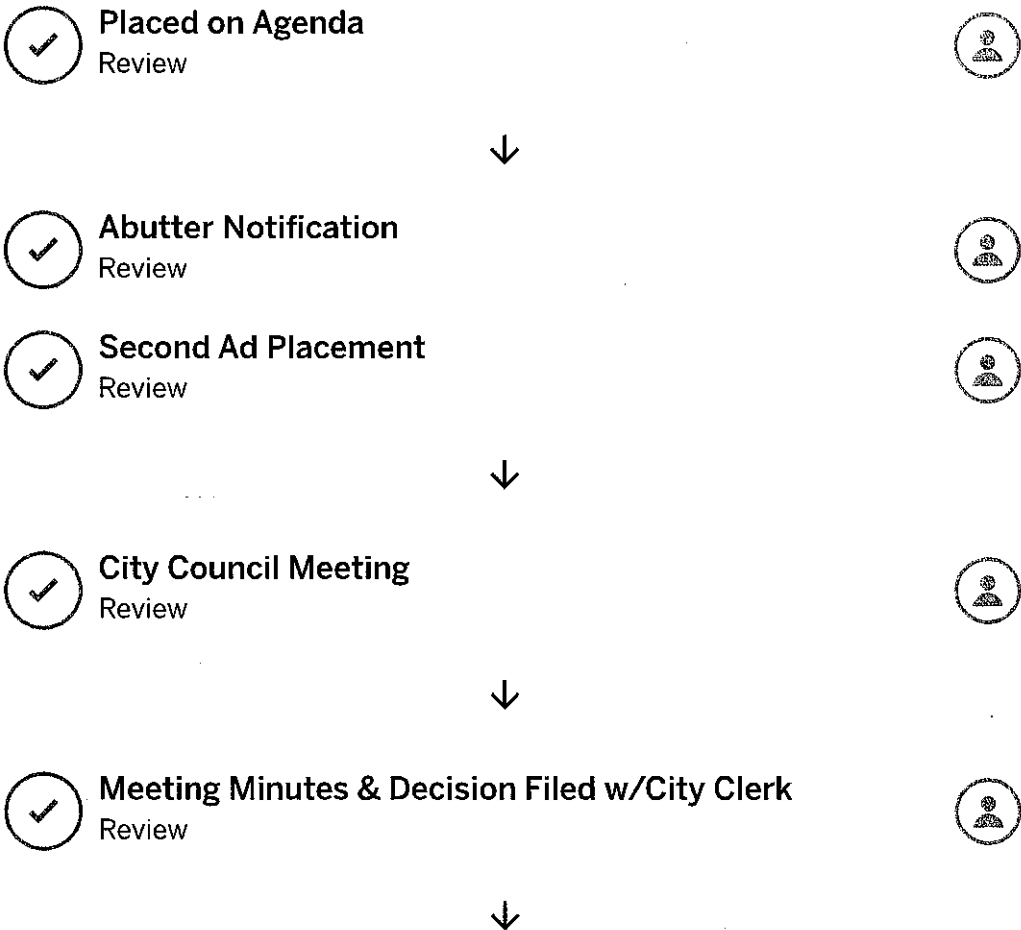 Placed on Agenda
Review
Abutter Notification
Review
Second Ad Placement
Review
City Council Meeting
Review
Meeting Minutes & Decision Filed w/City Clerk
Review